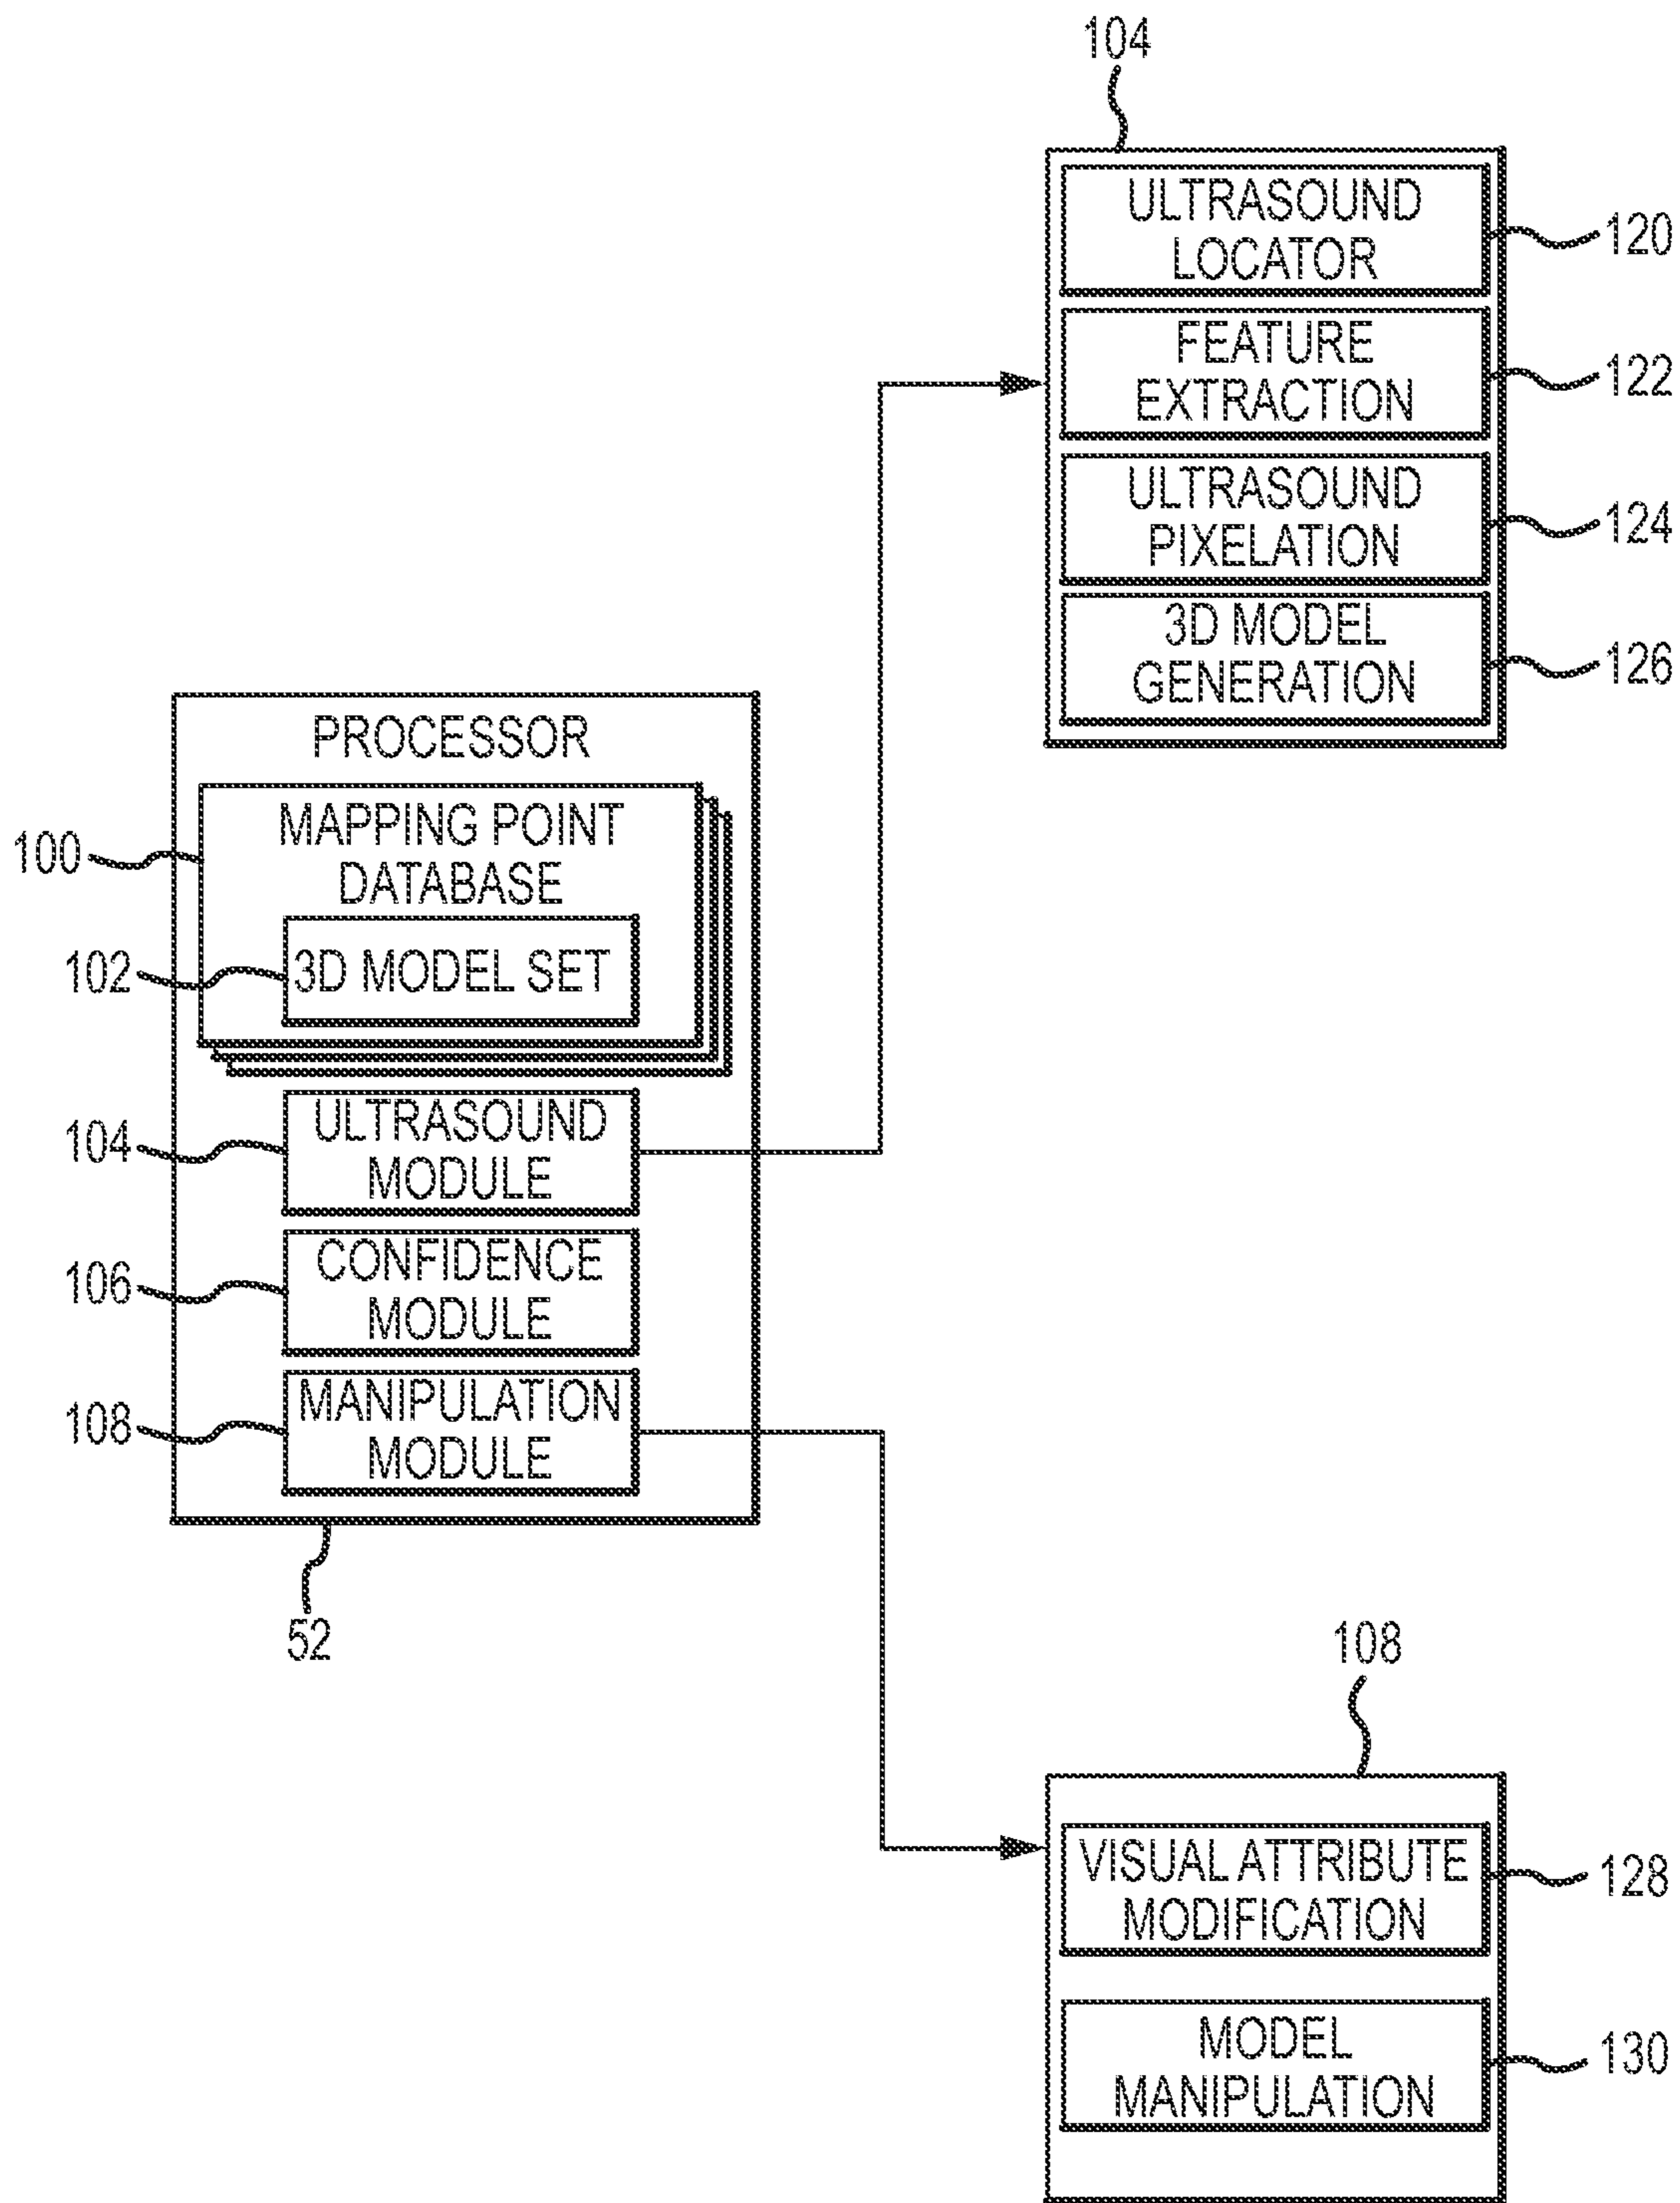 104
ULTRASOUND
LOCATOR
120
FEATURE
EXTRACTION
122
ULTRASOUND
PIXELATION
124
3D MODEL
GENERATION
126
PROCESSOR
MAPPING POINT
DATABASE
100
3D MODEL SET
102
ULTRASOUND
MODULE
104
CONFIDENCE
MODULE
106
MANIPULATION
MODULE
108
52
108
VISUAL ATTRIBUTE
MODIFICATION
128
MODEL
MANIPULATION
130